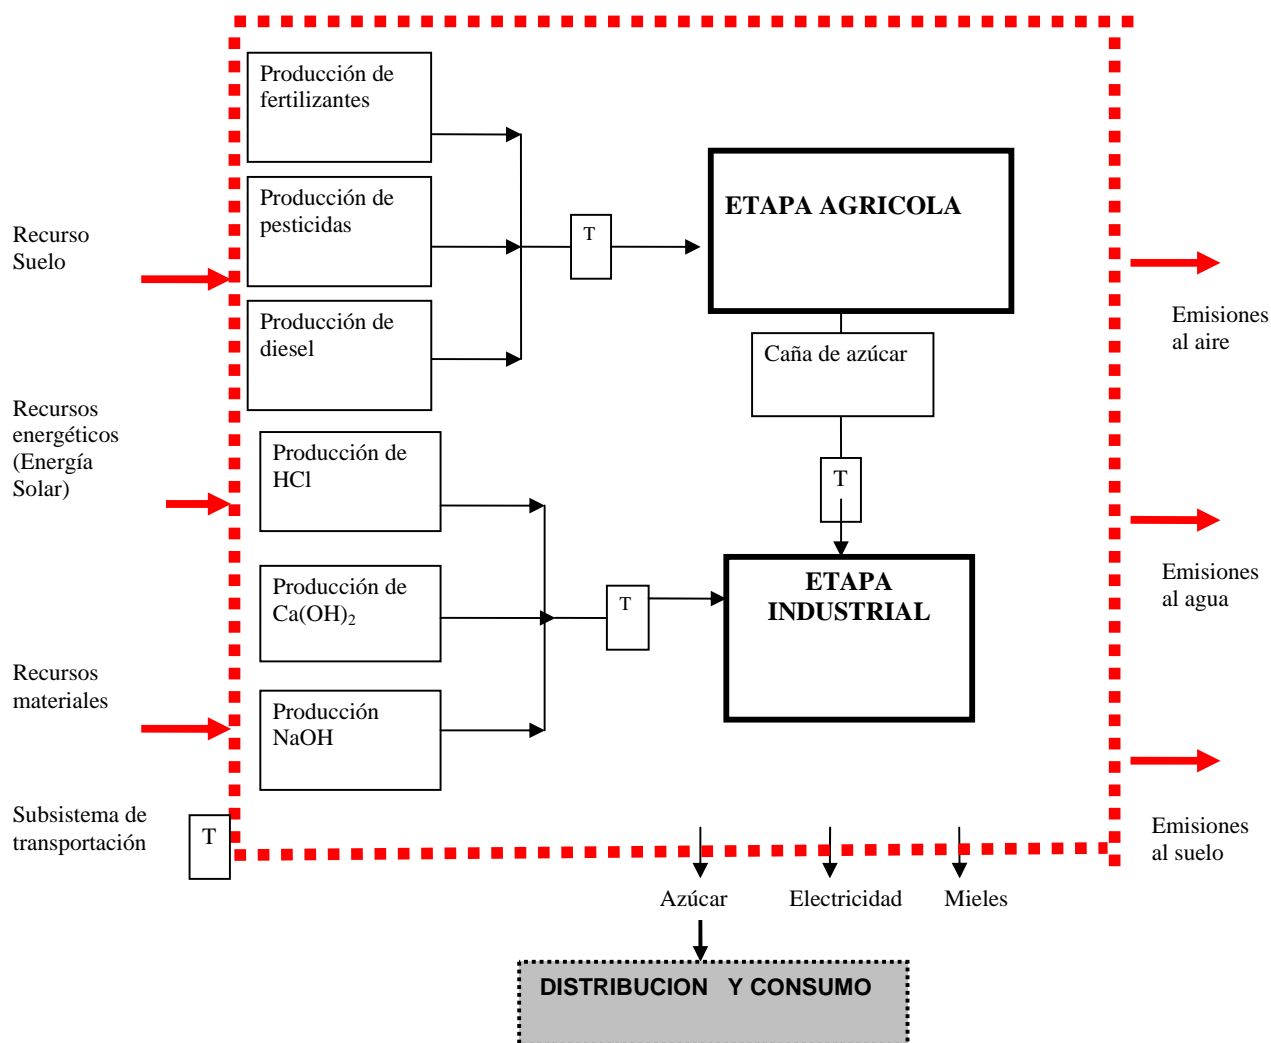 Producción de
fertilizantes
Producción de
pesticidas
Producción de
diesel
T
ETAPA AGRICOLA
Caña de azúcar
T
Producción de
HCl
Producción de
Ca(OH)₂
Producción
NaOH
T
ETAPA
INDUSTRIAL
Recurso
Suelo
Recursos
energéticos
(Energía
Solar)
Recursos
materiales
Subsistema de
transportación
T
Emisiones
al aire
Emisiones
al agua
Emisiones
al suelo
Azúcar
Electricidad
Mieles
DISTRIBUCION Y CONSUMO